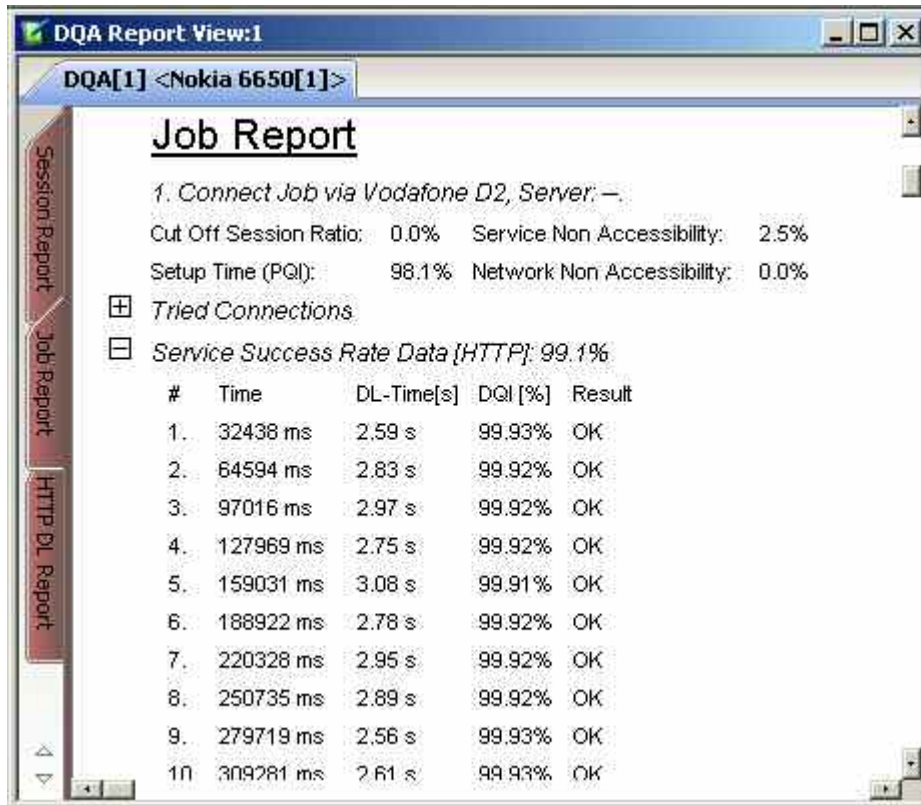 DQA Report View:1
DQA[1] <Nokia 6650[1]>
Session Report
Job Report
HTTP DL Report
Job Report
1. Connect Job via Vodafone D2, Server: --.
Cut Off Session Ratio: 0.0% Service Non Accessibility: 2.5%
Setup Time (PQI): 98.1% Network Non Accessibility: 0.0%
Tried Connections
Service Success Rate Data [HTTP]: 99.1%
# Time DL-Time[s] DQI [%] Result
1. 32438 ms 2.59 s 99.93% OK
2. 64594 ms 2.83 s 99.92% OK
3. 97016 ms 2.97 s 99.92% OK
4. 127969 ms 2.75 s 99.92% OK
5. 159031 ms 3.08 s 99.91% OK
6. 188922 ms 2.78 s 99.92% OK
7. 220328 ms 2.95 s 99.92% OK
8. 250735 ms 2.89 s 99.92% OK
9. 279719 ms 2.56 s 99.93% OK
10. 309281 ms 2.61 s 99.93% OK